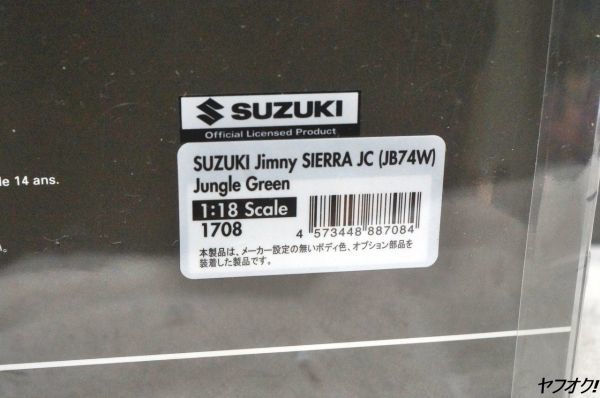 SUZUKI
Official Licensed Product
SUZUKI Jimny SIERRA JC (JB74W)
Jungle Green
1:18 Scale
1708
4 573448 887084
本製品は、メーカー設定の無いボディ色、オプション部品を
装着した製品です。
le 14 ans.
A.
ヤフオク!